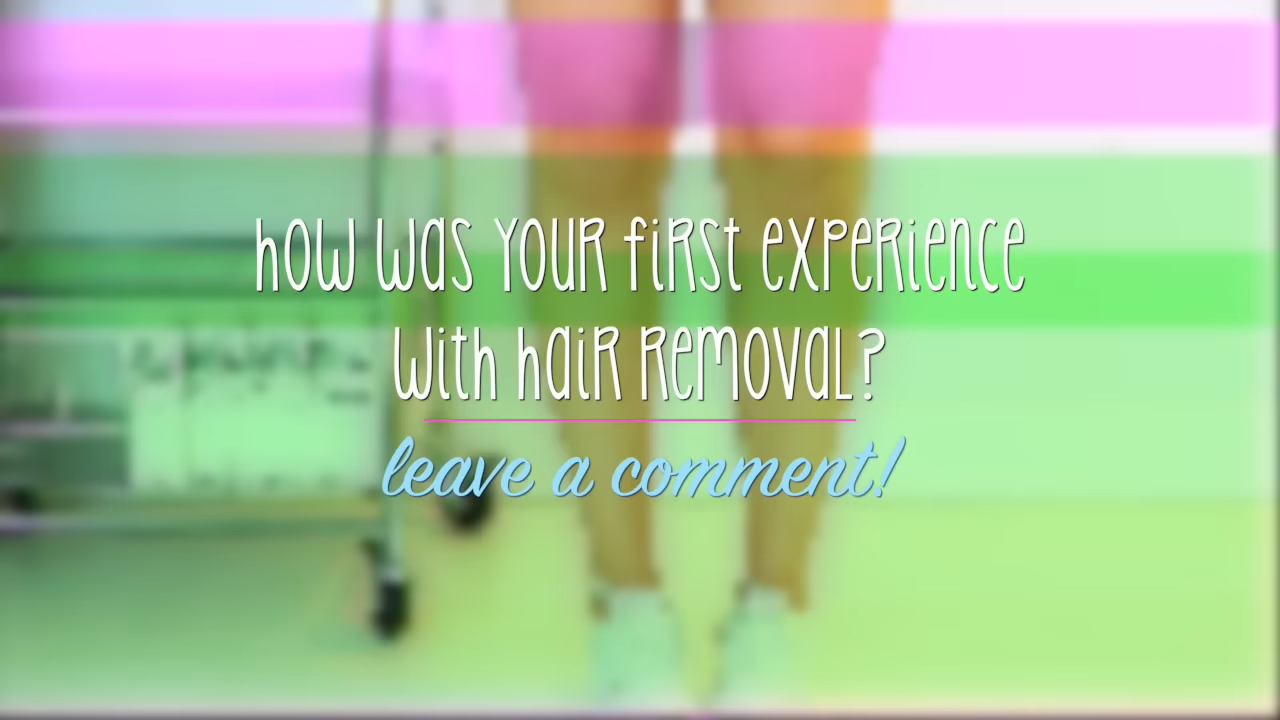 how was your first experience
with hair removal?
leave a comment!